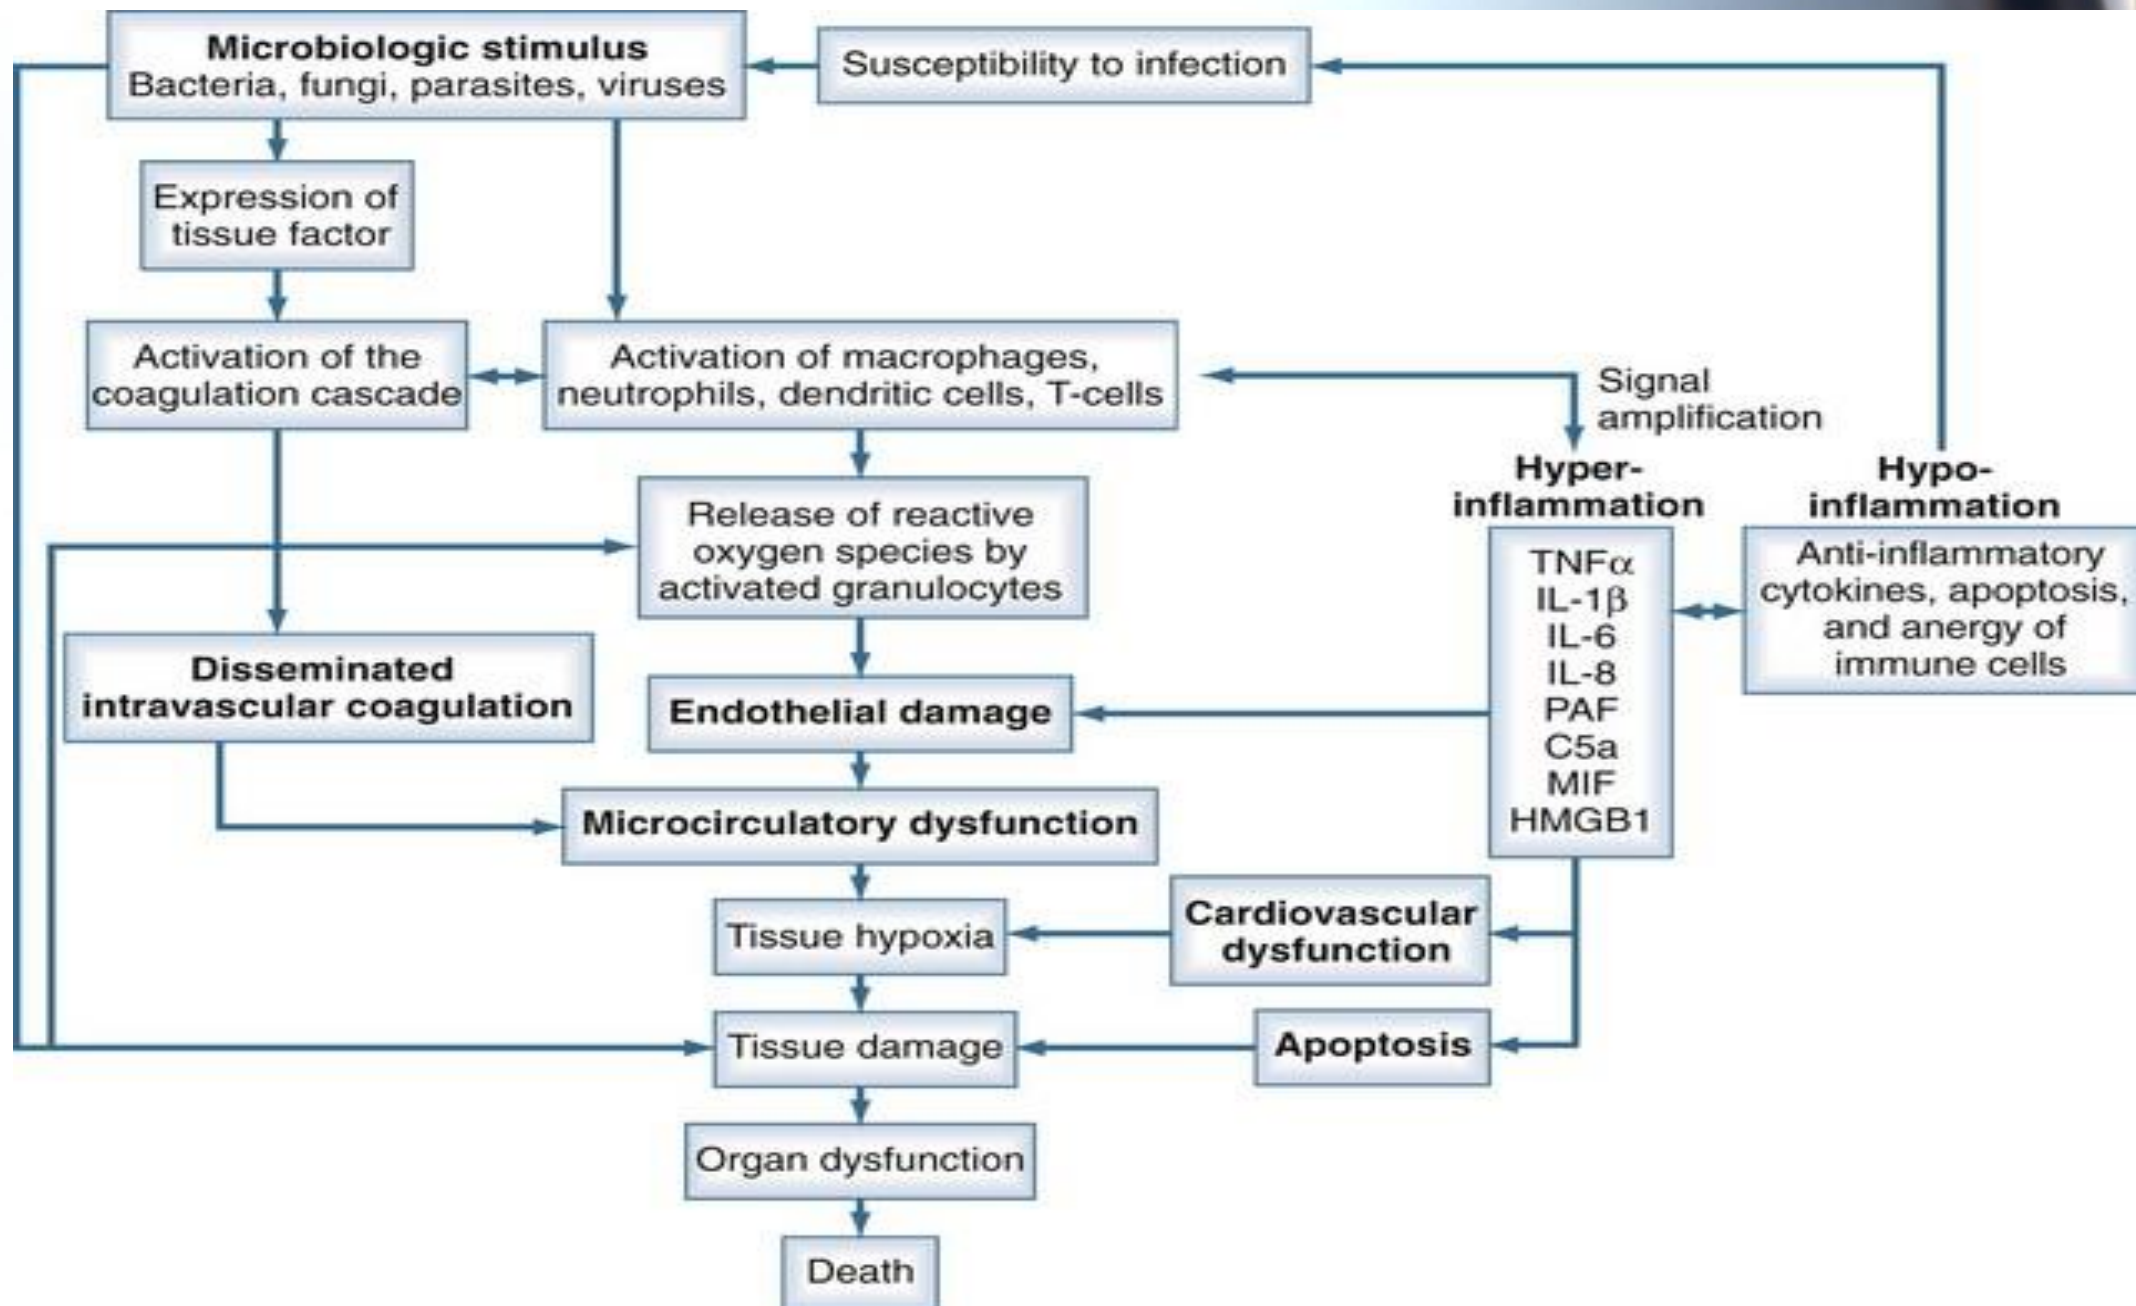 Microbiologic stimulus
Bacteria, fungi, parasites, viruses
Susceptibility to infection
Expression of
tissue factor
Activation of the
coagulation cascade
Activation of macrophages,
neutrophils, dendritic cells, T-cells
Signal
amplification
Hyper-
inflammation
Hypo-
inflammation
Release of reactive
oxygen species by
activated granulocytes
TNFα
IL-1β
IL-6
IL-8
PAF
C5a
MIF
HMGB1
Anti-inflammatory
cytokines, apoptosis,
and anergy of
immune cells
Disseminated
intravascular coagulation
Endothelial damage
Microcirculatory dysfunction
Tissue hypoxia
Cardiovascular
dysfunction
Tissue damage
Apoptosis
Organ dysfunction
Death